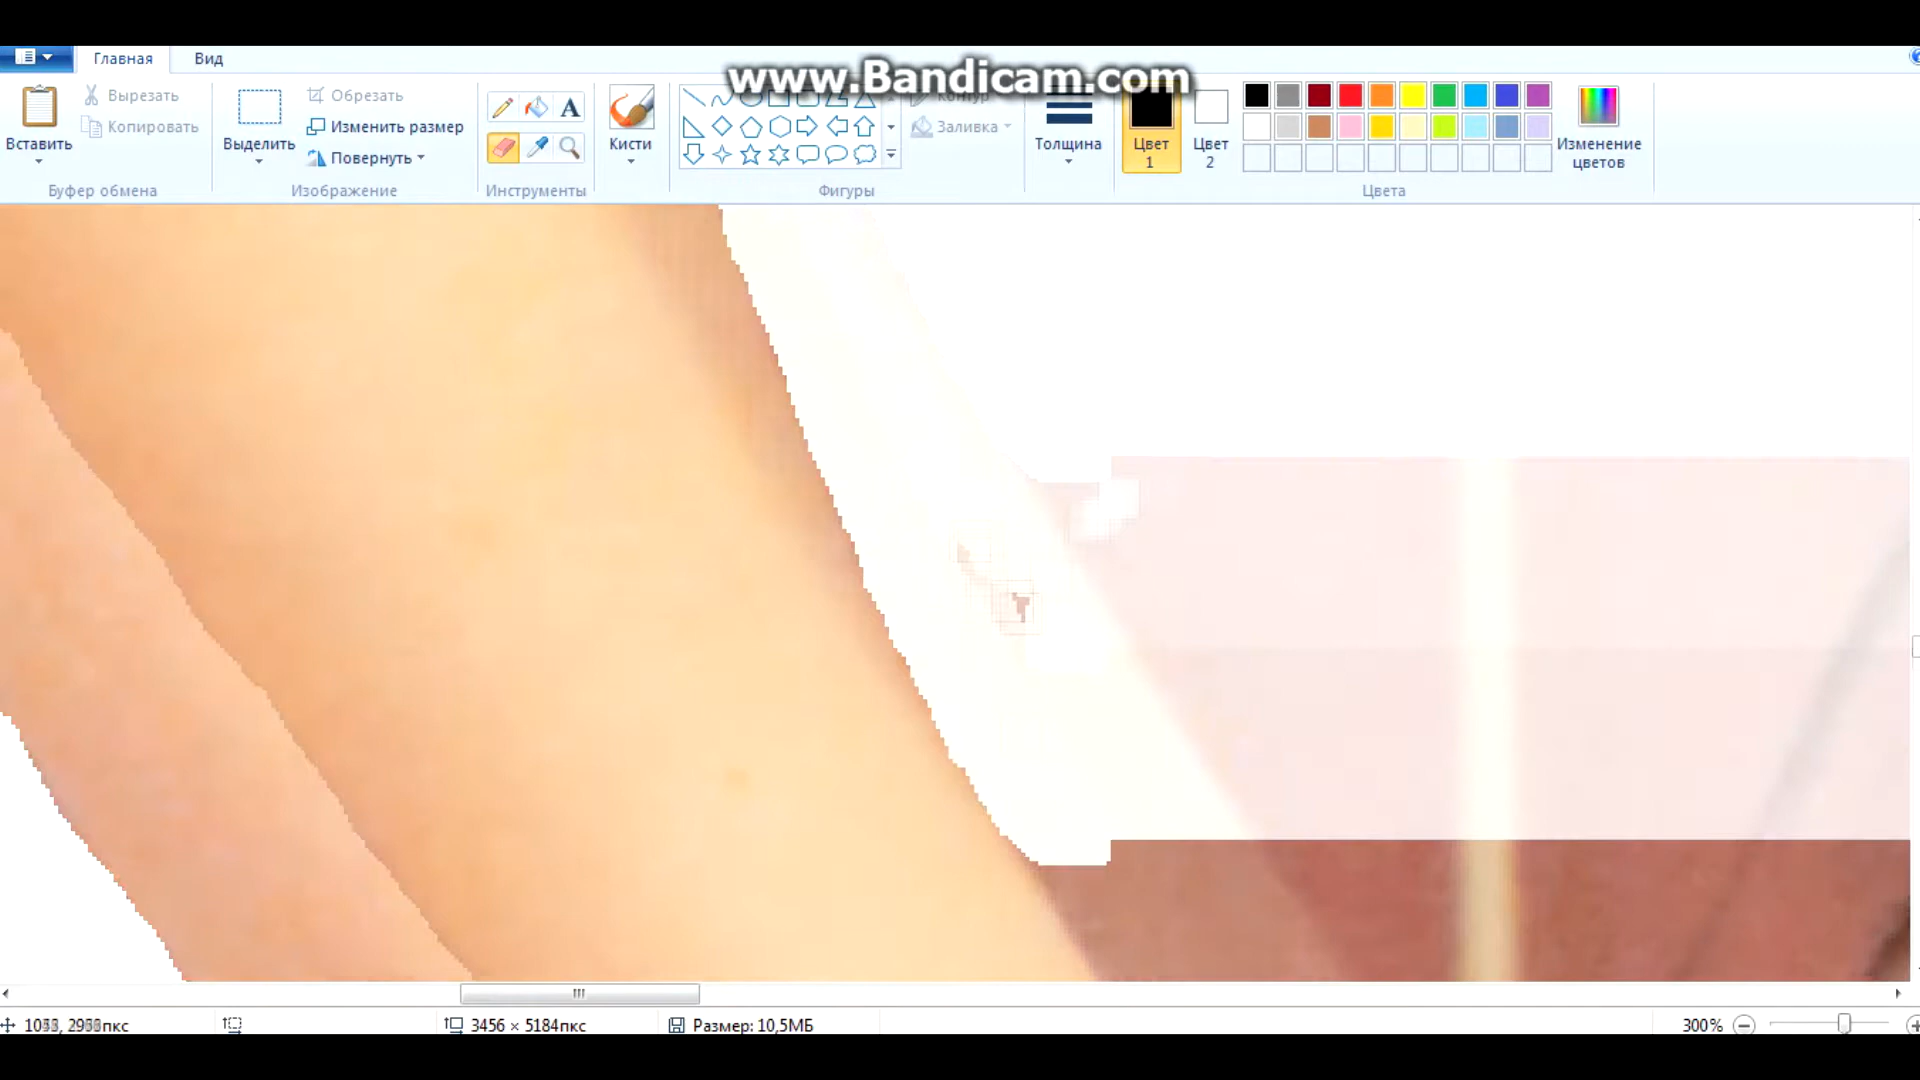 Главная Вид
www.Bandicam.com
Вставить
Вырезать
Копировать
Буфер обмена
Выделить
Обрезать
Изменить размер
Повернуть
Изображение
A
Инструменты
Кисти
Контур
Заливка
Фигуры
Толщина
Цвет
1
Цвет
2
Изменение
цветов
Цвета
3456 × 5184пкс
Размер: 10,5МБ
300%